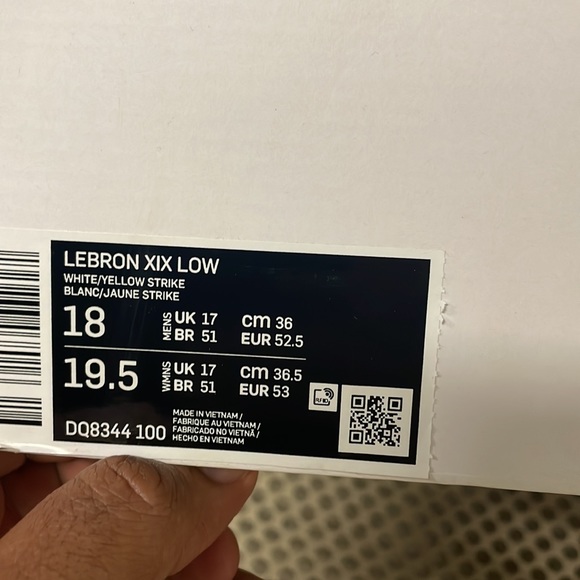 LEBRON XIX LOW
WHITE/YELLOW STRIKE
BLANC/JAUNE STRIKE
18 MENS UK 17 cm 36
BR 51 EUR 52.5
19.5 WMNS UK 17 cm 36.5
BR 51 EUR 53
DQ8344 100
MADE IN VIETNAM /
FABRIQUE AU VIETNAM /
FABRICADO NO VIETNÃ /
HECHO EN VIETNAM